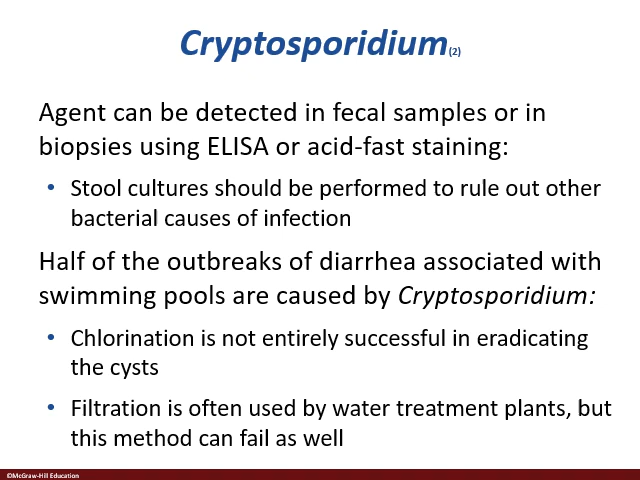 Cryptosporidium(2)
Agent can be detected in fecal samples or in
biopsies using ELISA or acid-fast staining:
• Stool cultures should be performed to rule out other
bacterial causes of infection
Half of the outbreaks of diarrhea associated with
swimming pools are caused by Cryptosporidium:
• Chlorination is not entirely successful in eradicating
the cysts
• Filtration is often used by water treatment plants, but
this method can fail as well
©McGraw-Hill Education